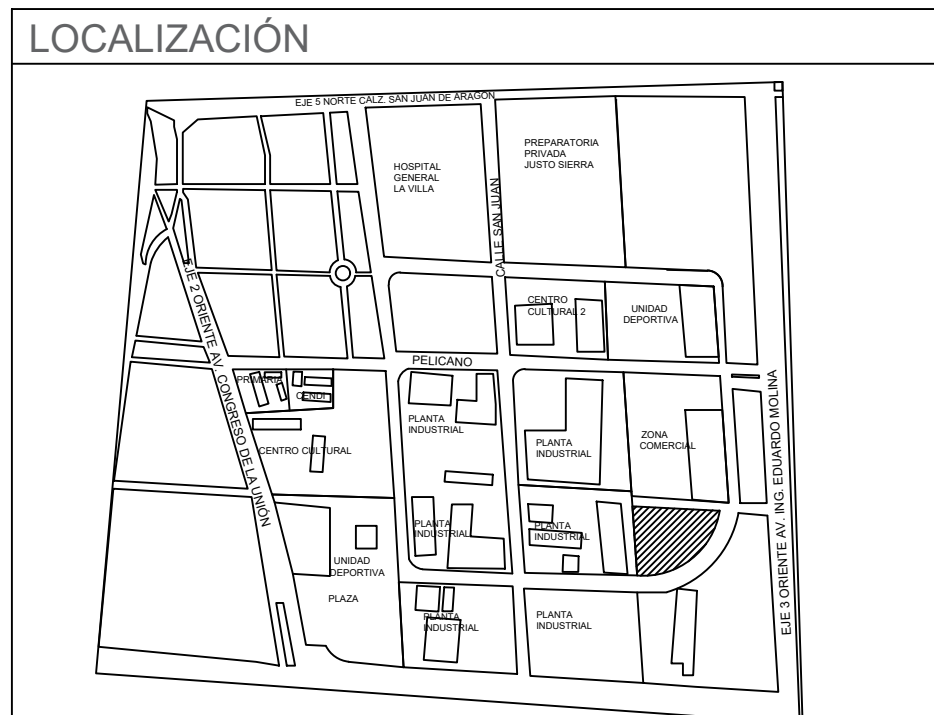 LOCALIZACIÓN
EJE 5 NORTE CALZ. SAN JUAN DE ARAGÓN
HOSPITAL
GENERAL
LA VILLA
CALLE SAN JUAN
PREPARATORIA
PRIVADA
JUSTO SIERRA
CENTRO
CULTURAL 2
UNIDAD
DEPORTIVA
EJE 2 ORIENTE AV. CONGRESO DE LA UNIÓN
PELICANO
PRIMARIA
CENDI
CENTRO CULTURAL
PLANTA
INDUSTRIAL
PLANTA
INDUSTRIAL
ZONA
COMERCIAL
EJE 3 ORIENTE AV. ING. EDUARDO MOLINA
PLANTA
INDUSTRIAL
PLANTA
INDUSTRIAL
UNIDAD
DEPORTIVA
PLAZA
PLANTA
INDUSTRIAL
PLANTA
INDUSTRIAL